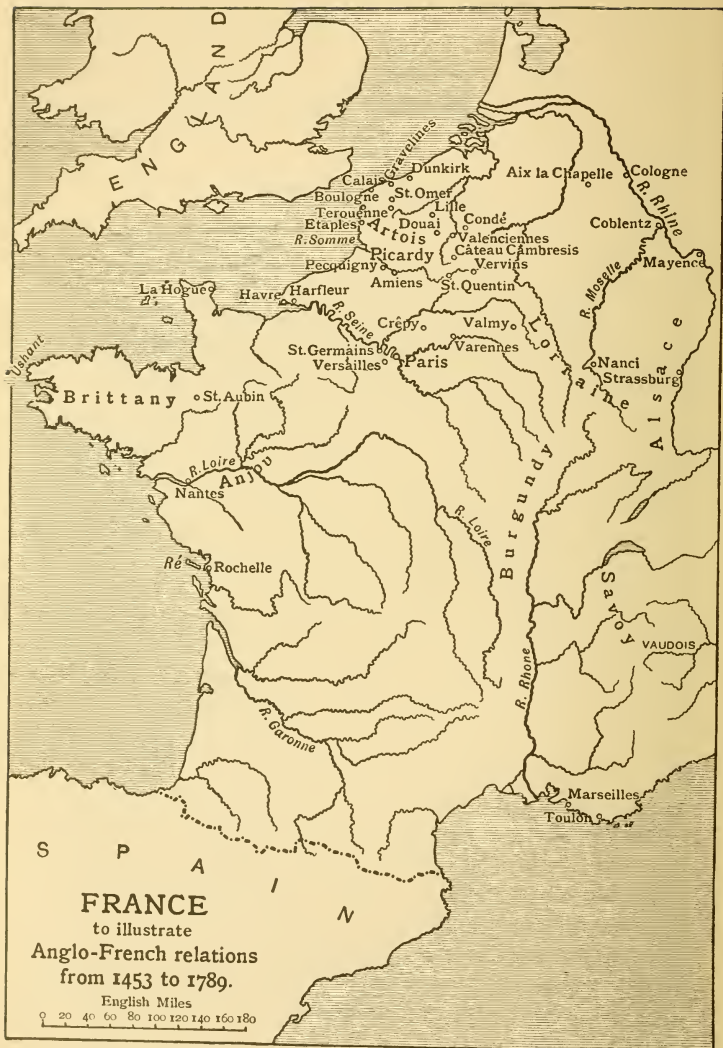 ENGLAND
Gravelines
Calais
Dunkirk
Boulogne
St. Omer
Terouenne
Lille
Etaples
Artois
Douai
Condé
R. Somme
Valenciennes
Picardy
Câteau Cambresis
Pecquigny
Vervins
Amiens
St. Quentin
Aix la Chapelle
Cologne
R. Rhine
Coblentz
Mayence
R. Moselle
La Hogue
Havre
Harfleur
R. Seine
Crêpy
Valmy
Varennes
St. Germains
Versailles
Paris
Lorraine
Nanci
Strassburg
Alsace
Ushant
Brittany
St. Aubin
R. Loire
Anjou
Nantes
R. Loire
Burgundy
Ré
Rochelle
Savoy
VAUDOIS
R. Rhone
R. Garonne
Marseilles
Toulon
SPAIN
FRANCE
to illustrate
Anglo-French relations
from 1453 to 1789.
English Miles
0 20 40 60 80 100 120 140 160 180